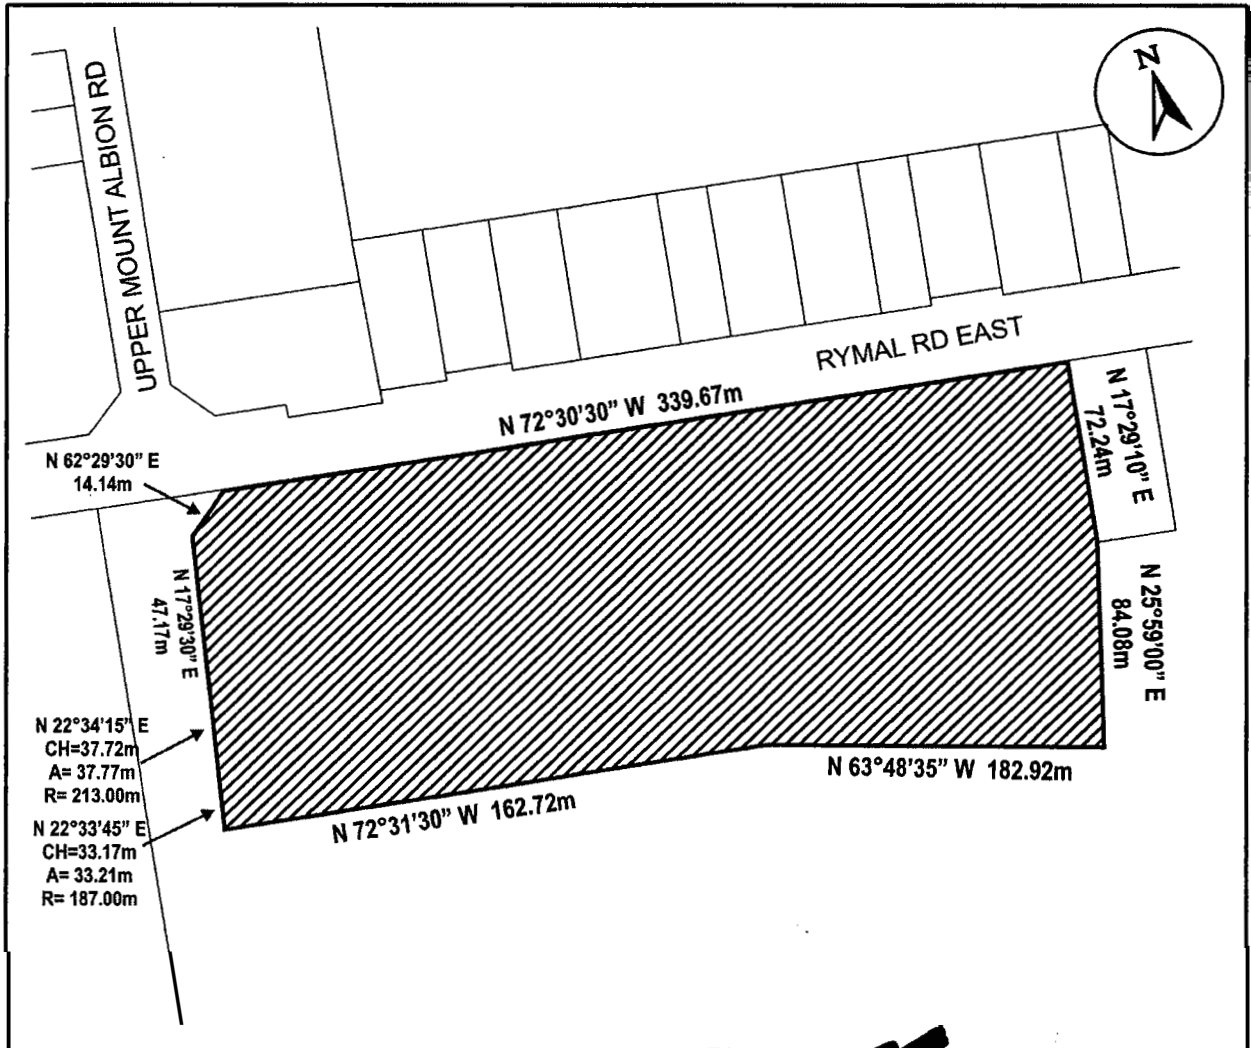 N
UPPER MOUNT ALBION RD
RYMAL RD EAST
N 72°30'30” W 339.67m
N 17°29'10” E
72.24m
N 62°29'30” E
14.14m
N 17°29'30” E
47.17m
N 25°59'00” E
84.08m
N 22°34'15” E
CH=37.72m
A= 37.77m
R= 213.00m
N 63°48'35” W 182.92m
N 72°31'30” W 162.72m
N 22°33'45” E
CH=33.17m
A= 33.21m
R= 187.00m